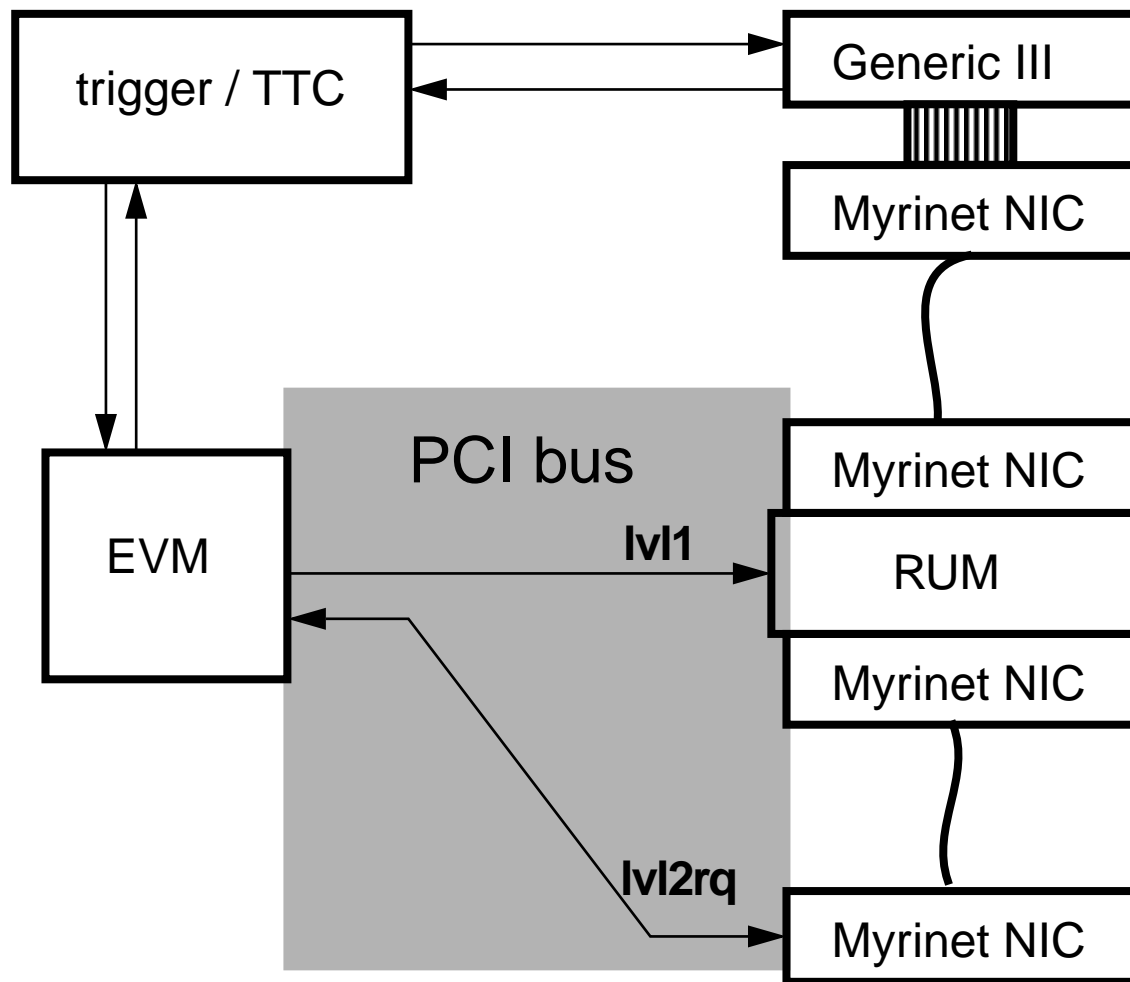 trigger / TTC
Generic III
Myrinet NIC
PCI bus
Myrinet NIC
EVM
lvl1
RUM
Myrinet NIC
lvl2rq
Myrinet NIC